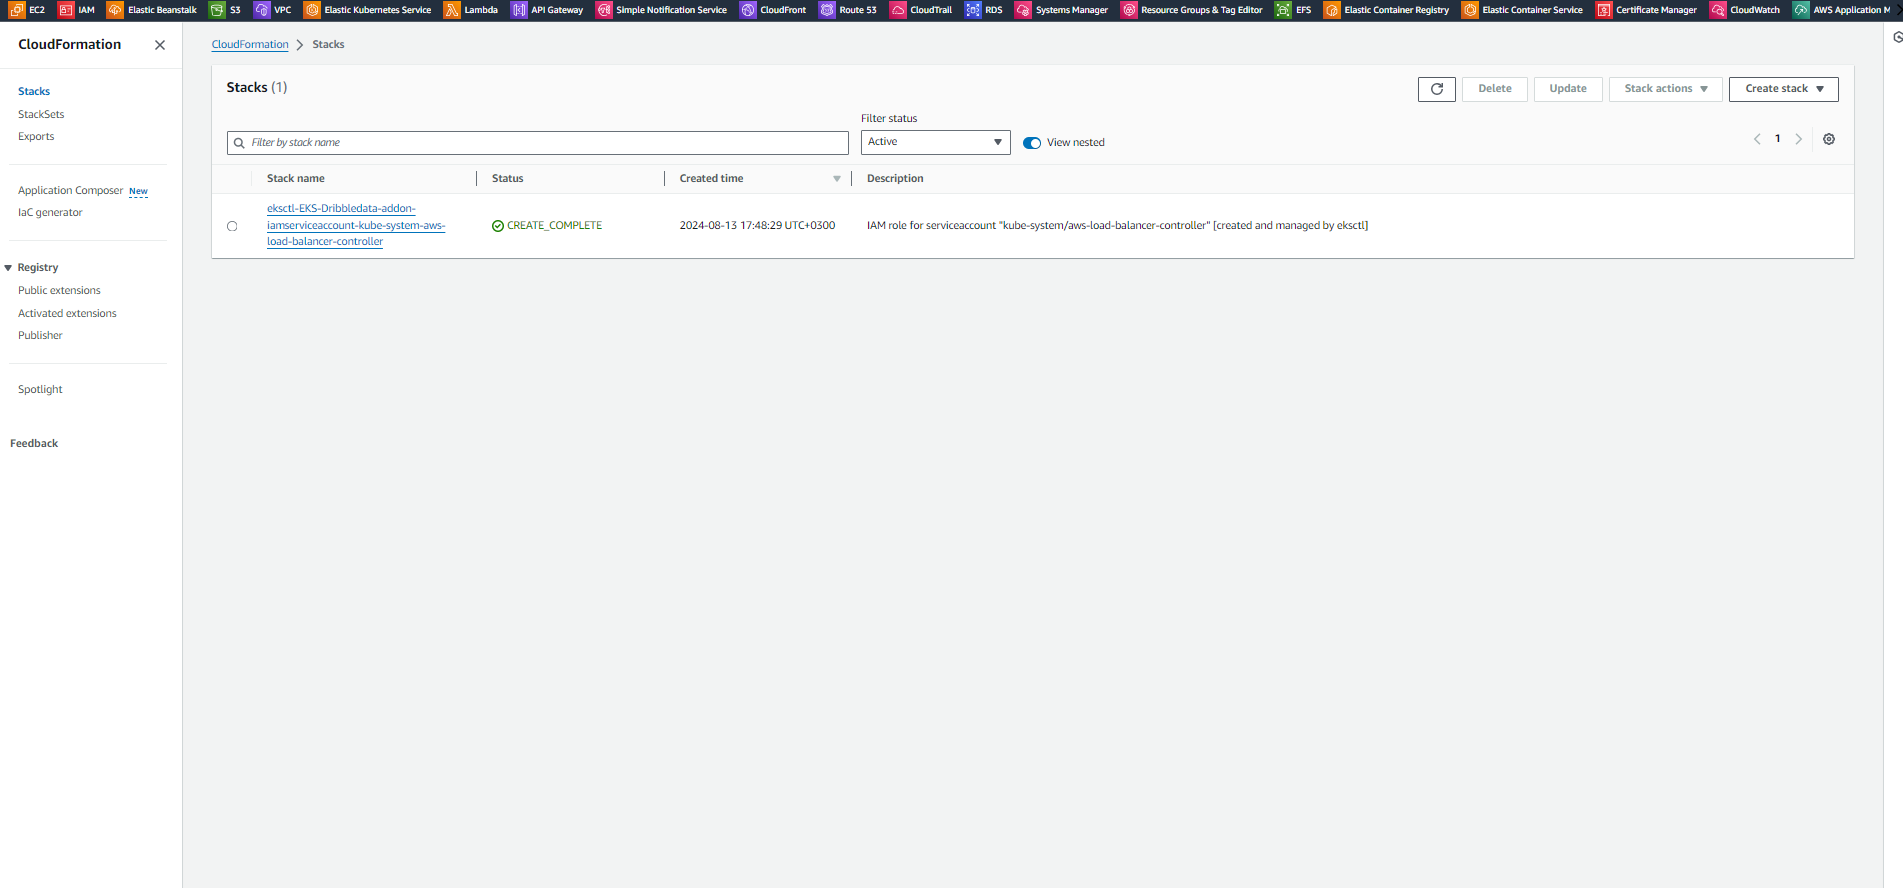 EC2 IAM Elastic Beanstalk S3 VPC Elastic Kubernetes Service Lambda API Gateway Simple Notification Service CloudFront Route 53 CloudTrail RDS Systems Manager Resource Groups & Tag Editor EFS Elastic Container Registry Elastic Container Service Certificate Manager CloudWatch AWS Application M
CloudFormation
Stacks
StackSets
Exports
Application Composer New
IaC generator
Registry
Public extensions
Activated extensions
Publisher
Spotlight
Feedback
CloudFormation Stacks
Stacks (1)
Delete Update Stack actions Create stack
Filter status
Filter by stack name
Active
View nested
1
Stack name Status Created time Description
eksctl-EKS-Dribbledata-addon-
iamserviceaccount-kube-system-aws-
load-balancer-controller
CREATE_COMPLETE
2024-08-13 17:48:29 UTC+0300
IAM role for serviceaccount "kube-system/aws-load-balancer-controller" [created and managed by eksctl]